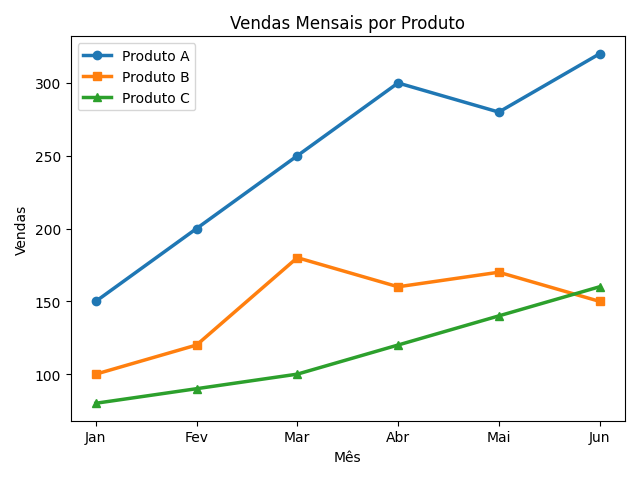 Vendas Mensais por Produto
Produto A
Produto B
Produto C
Vendas
300
250
200
150
100
Jan Fev Mar Abr Mai Jun
Mês